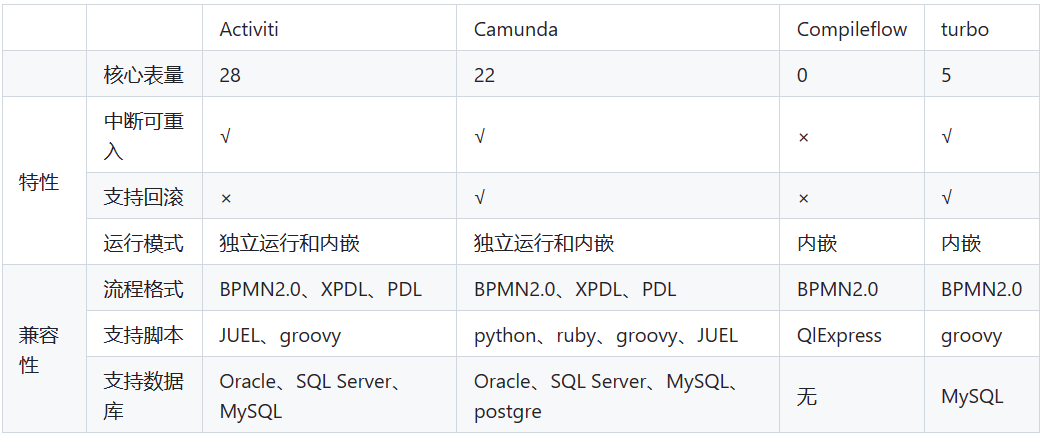 Activiti Camunda Compileflow turbo
核心表量 28 22 0 5
特性
中断可重
入
√ √ × √
支持回滚 × √ × √
运行模式 独立运行和内嵌 独立运行和内嵌 内嵌 内嵌
兼容
性
流程格式 BPMN2.0、XPDL、PDL BPMN2.0、XPDL、PDL BPMN2.0 BPMN2.0
支持脚本 JUEL、groovy python、ruby、groovy、JUEL QlExpress groovy
支持数据
库
Oracle、SQL Server、
MySQL
Oracle、SQL Server、MySQL、
postgre
无 MySQL